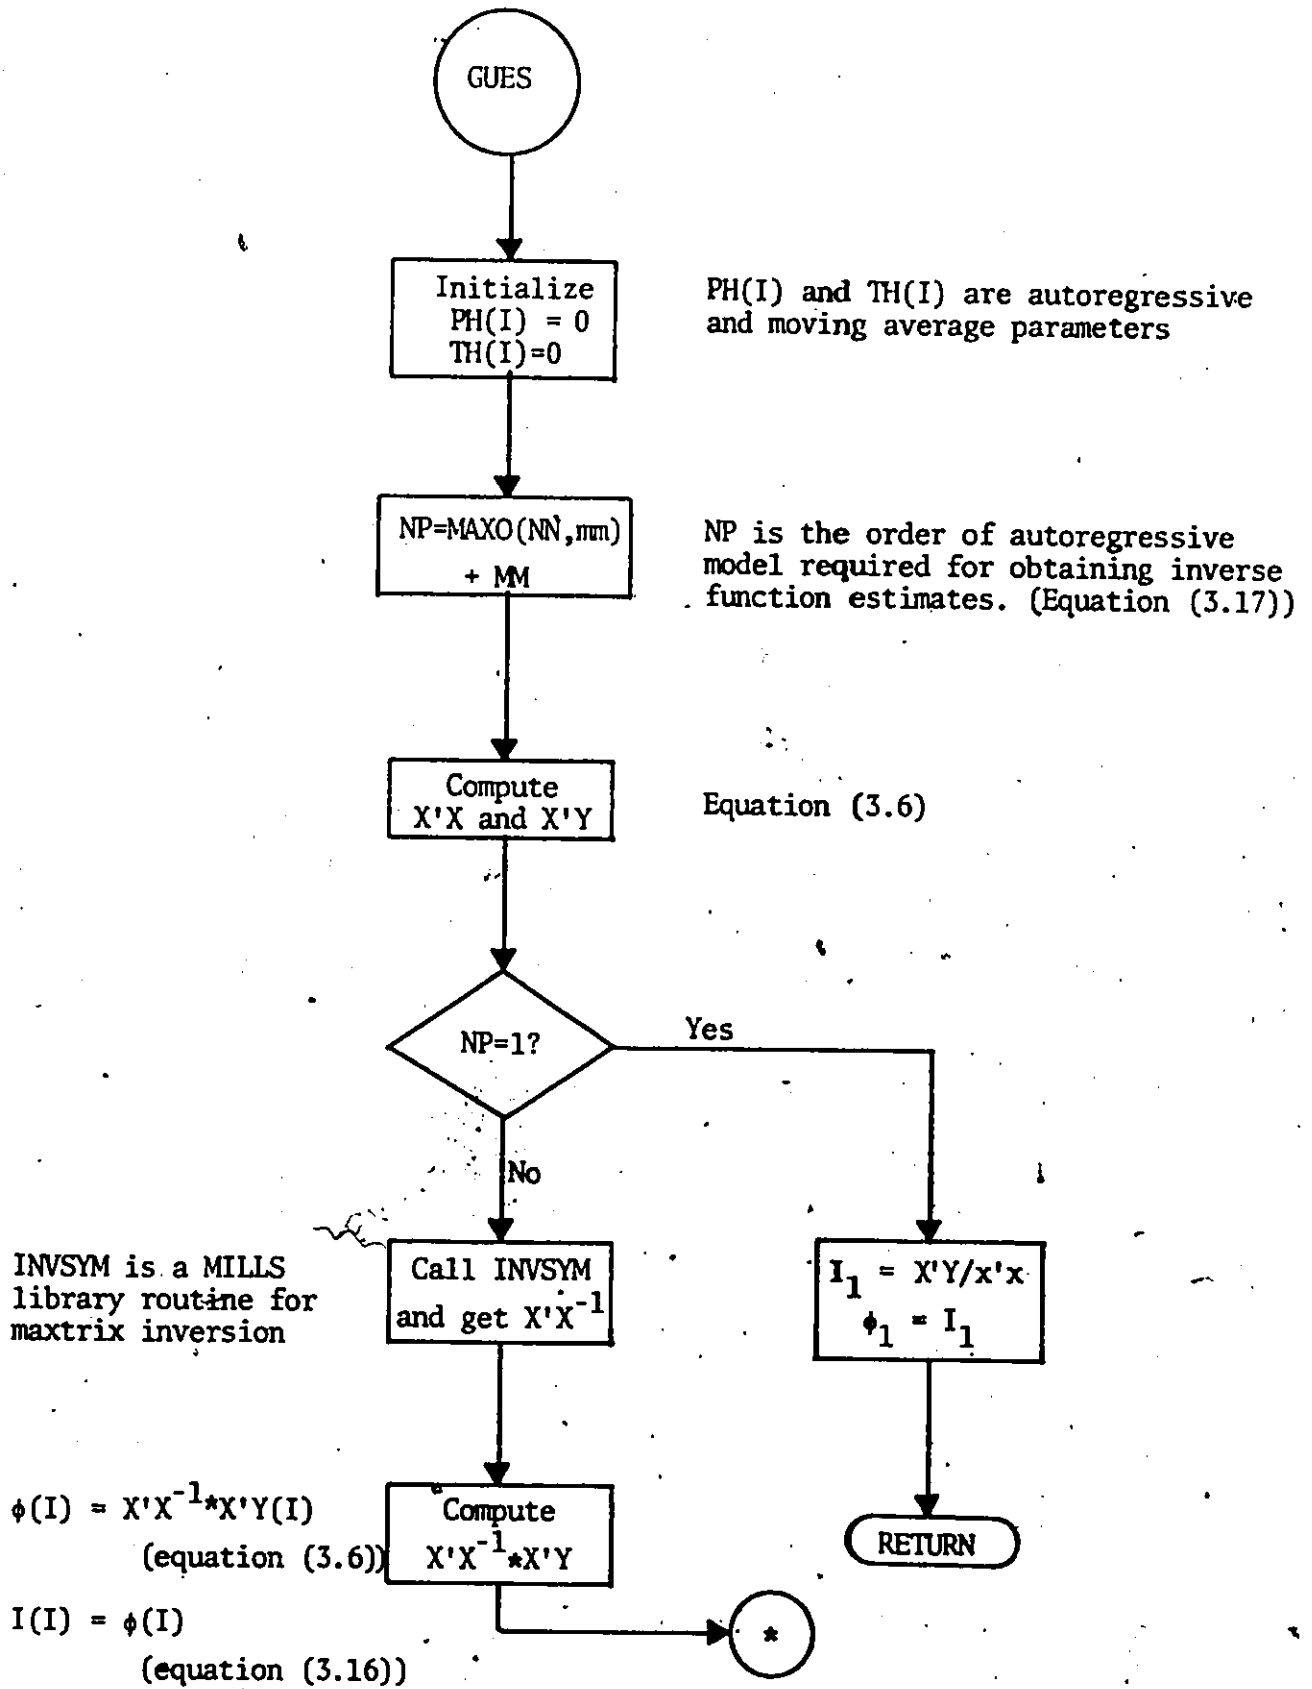 GUES
Initialize
PH(I) = 0
TH(I)=0
PH(I) and TH(I) are autoregressive
and moving average parameters
NP=MAXO(NN,mm)
+ MM
NP is the order of autoregressive
model required for obtaining inverse
function estimates. (Equation (3.17))
Compute
X'X and X'Y
Equation (3.6)
NP=1?
Yes
No
INVSYM is a MILLS
library routine for
maxtrix inversion
Call INVSYM
and get X'X⁻¹
I₁ = X'Y/x'x
φ₁ = I₁
φ(I) = X'X⁻¹*X'Y(I)
(equation (3.6))
Compute
X'X⁻¹*X'Y
RETURN
I(I) = φ(I)
(equation (3.16))
*